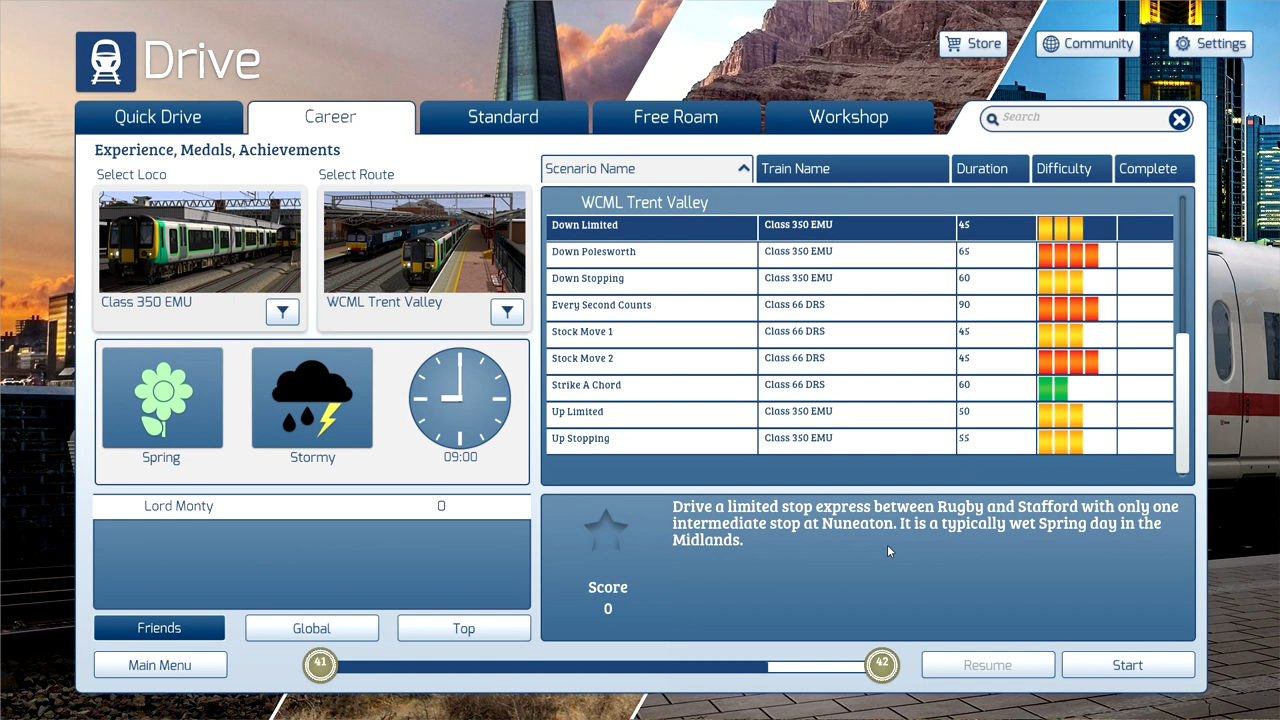 Drive
Store
Community
Settings
Quick Drive
Career
Standard
Free Roam
Workshop
Search
Experience, Medals, Achievements
Select Loco
Select Route
Class 350 EMU
WCML Trent Valley
Spring
Stormy
09:00
Lord Monty 0
Friends
Global
Top
Main Menu
41
42
Scenario Name Train Name Duration Difficulty Complete
WCML Trent Valley
Down Limited Class 350 EMU 45
Down Polesworth Class 350 EMU 65
Down Stopping Class 350 EMU 60
Every Second Counts Class 66 DRS 90
Stock Move 1 Class 66 DRS 45
Stock Move 2 Class 66 DRS 45
Strike A Chord Class 66 DRS 60
Up Limited Class 350 EMU 50
Up Stopping Class 350 EMU 55
Drive a limited stop express between Rugby and Stafford with only one
intermediate stop at Nuneaton. It is a typically wet Spring day in the
Midlands.
Score
0
Resume
Start